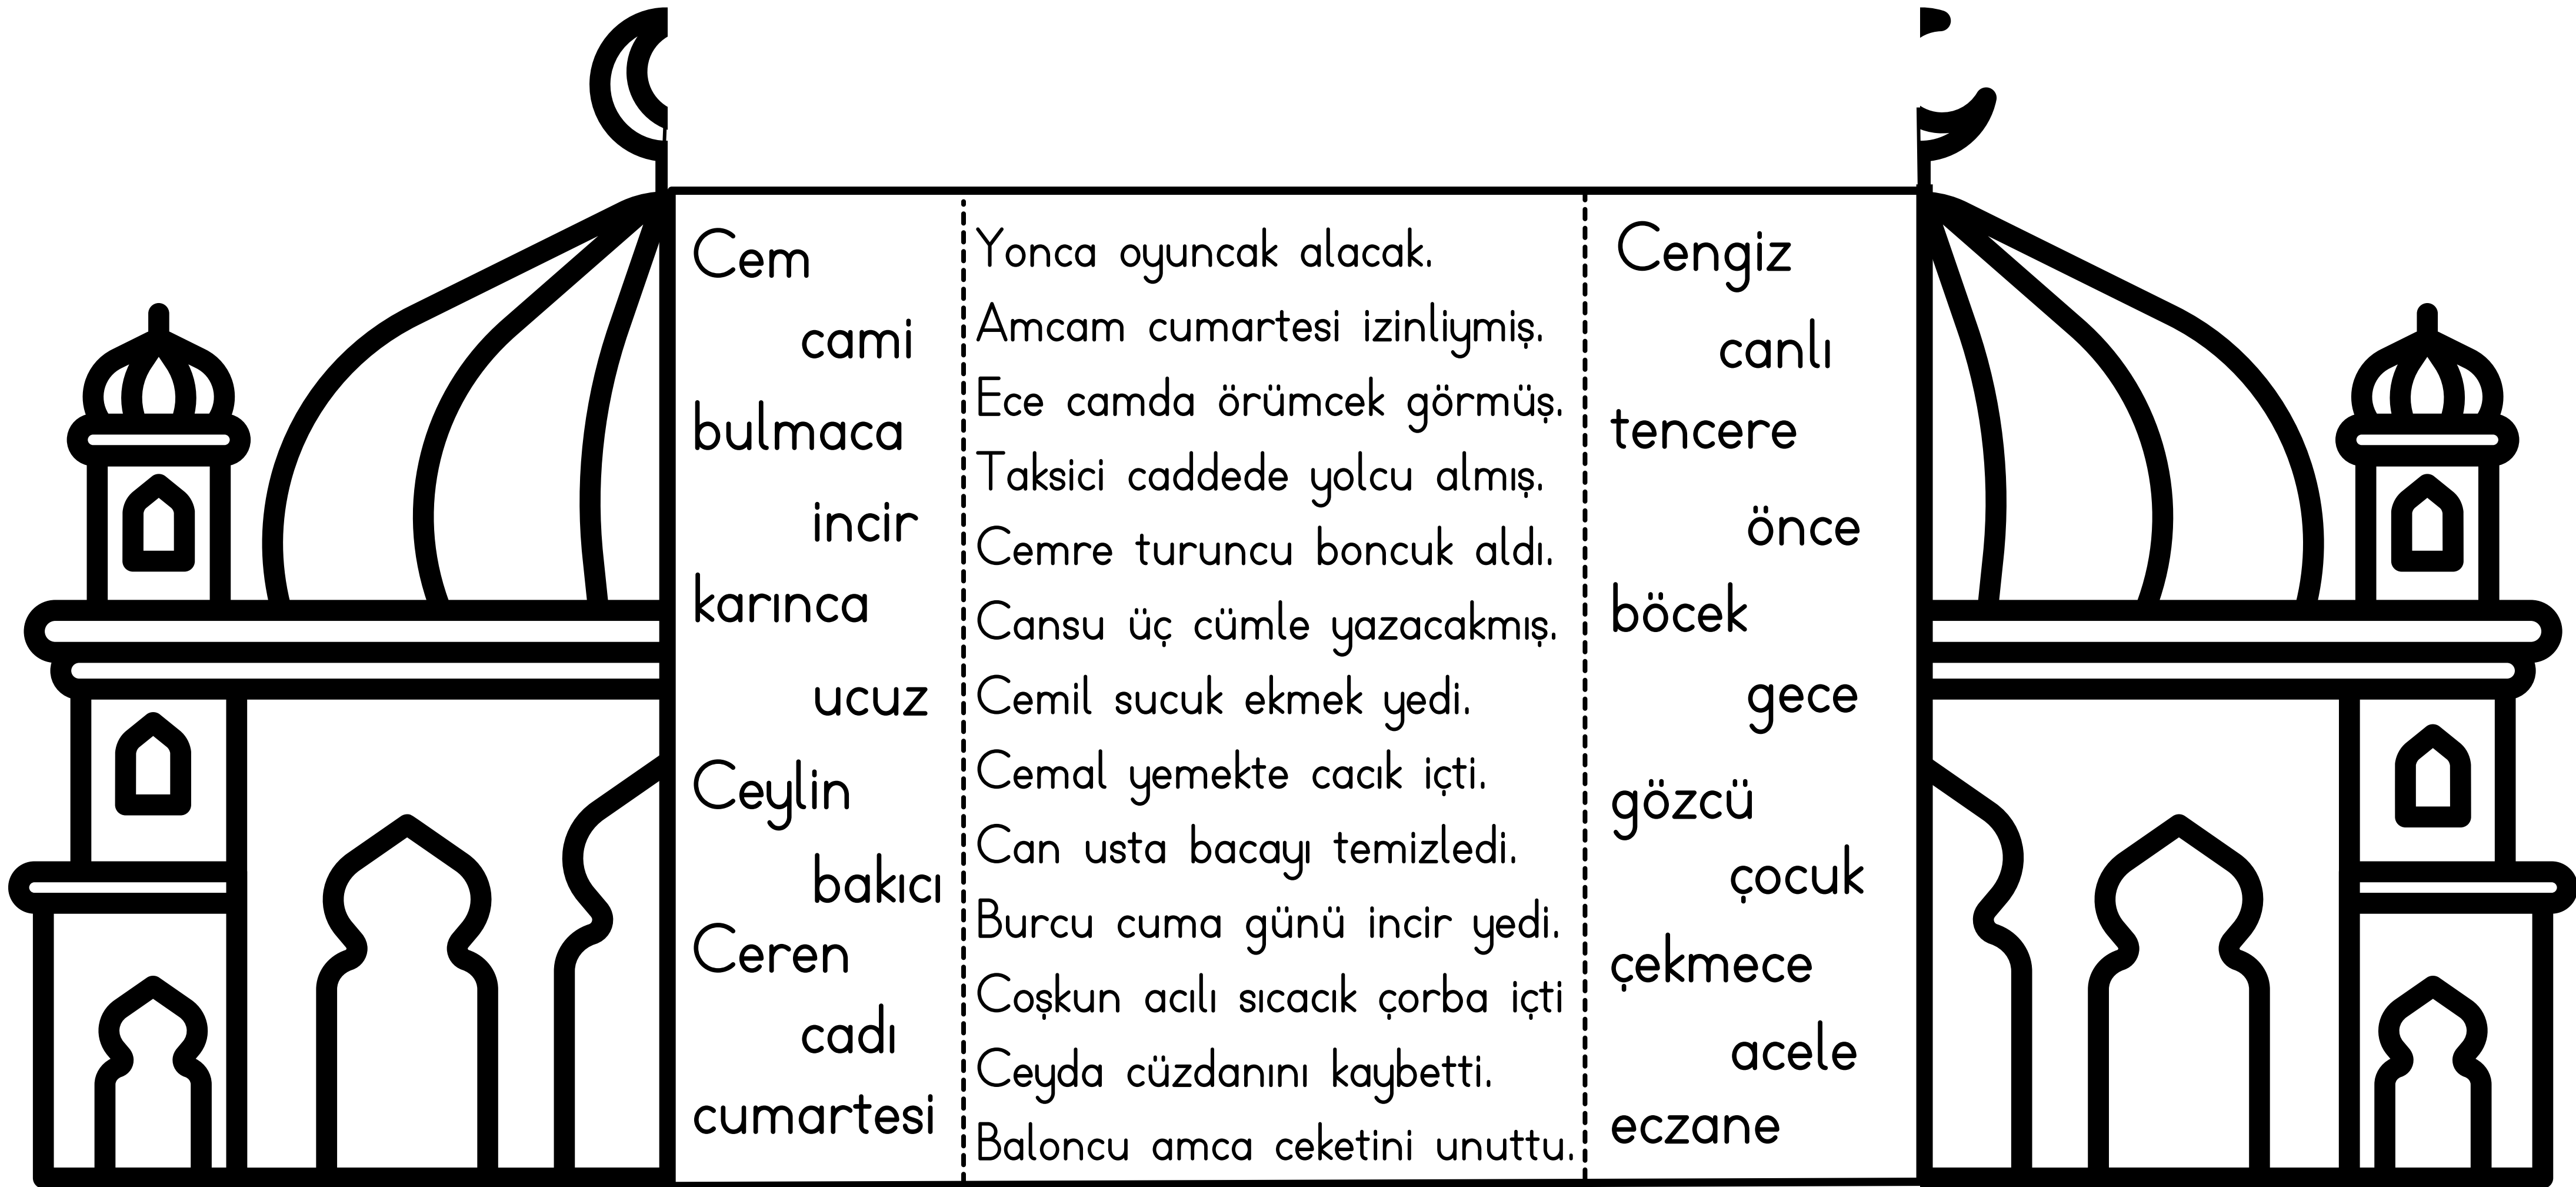 Cem
cami
bulmaca
incir
karınca
ucuz
Ceylin
bakıcı
Ceren
cadı
cumartesi
Yonca oyuncak alacak.
Amcam cumartesi izinliymiş.
Ece camda örümcek görmüş.
Taksici caddede yolcu almış.
Cemre turuncu boncuk aldı.
Cansu üç cümle yazacakmış.
Cemil sucuk ekmek yedi.
Cemal yemekte cacık içti.
Can usta bacayı temizledi.
Burcu cuma günü incir yedi.
Coşkun acılı sıcacık çorba içti
Ceyda cüzdanını kaybetti.
Baloncu amca ceketini unuttu.
Cengiz
canlı
tencere
önce
böcek
gece
gözcü
çocuk
çekmece
acele
eczane